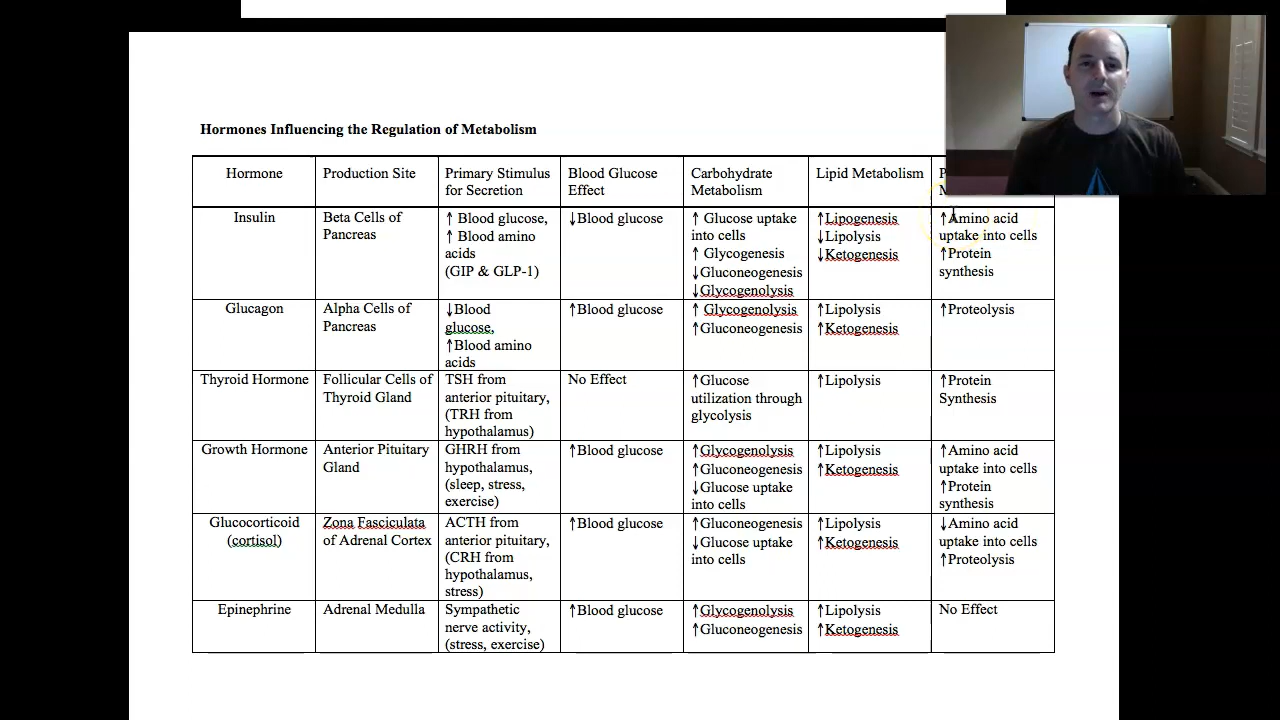 Hormones Influencing the Regulation of Metabolism
Hormone
Production Site
Primary Stimulus
for Secretion
Blood Glucose
Effect
Carbohydrate
Metabolism
Lipid Metabolism
Insulin
Beta Cells of
Pancreas
↑ Blood glucose,
↑ Blood amino
acids
(GIP & GLP-1)
↓Blood glucose
↑ Glucose uptake
into cells
↑ Glycogenesis
↓Gluconeogenesis
↓Glycogenolysis
↑Lipogenesis
↓Lipolysis
↓Ketogenesis
↑Amino acid
uptake into cells
↑Protein
synthesis
Glucagon
Alpha Cells of
Pancreas
↓Blood
glucose,
↑Blood amino
acids
↑Blood glucose
↑ Glycogenolysis
↑Gluconeogenesis
↑Lipolysis
↑Ketogenesis
↑Proteolysis
Thyroid Hormone
Follicular Cells of
Thyroid Gland
TSH from
anterior pituitary,
(TRH from
hypothalamus)
No Effect
↑Glucose
utilization through
glycolysis
↑Lipolysis
↑Protein
Synthesis
Growth Hormone
Anterior Pituitary
Gland
GHRH from
hypothalamus,
(sleep, stress,
exercise)
↑Blood glucose
↑Glycogenolysis
↑Gluconeogenesis
↓Glucose uptake
into cells
↑Lipolysis
↑Ketogenesis
↑Amino acid
uptake into cells
↑Protein
synthesis
Glucocorticoid
(cortisol)
Zona Fasciculata
of Adrenal Cortex
ACTH from
anterior pituitary,
(CRH from
hypothalamus,
stress)
↑Blood glucose
↑Gluconeogenesis
↓Glucose uptake
into cells
↑Lipolysis
↑Ketogenesis
↓Amino acid
uptake into cells
↑Proteolysis
Epinephrine
Adrenal Medulla
Sympathetic
nerve activity,
(stress, exercise)
↑Blood glucose
↑Glycogenolysis
↑Gluconeogenesis
↑Lipolysis
↑Ketogenesis
No Effect